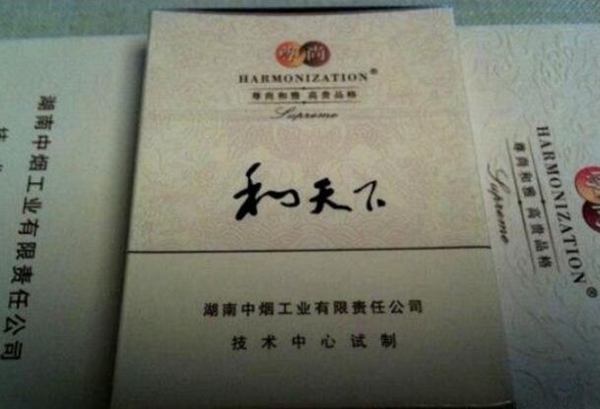 湖南中烟工业有限责任公司
尚
HARMONIZATION®
尊尚和雅 高贵品格
Supreme
和天下
湖南中烟工业有限责任公司
技术中心试制
HARMONIZATION®
尊尚和雅 高贵品格
Supreme